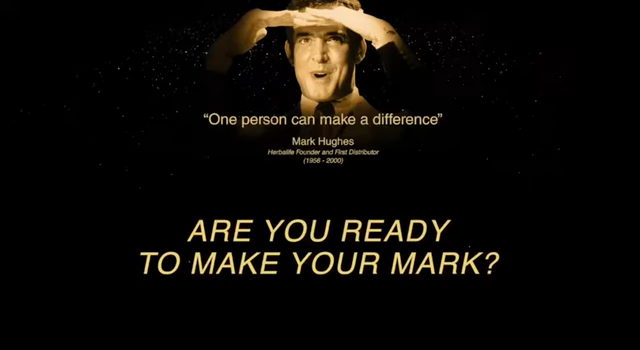 “One person can make a difference”
Mark Hughes
Herbalife Founder and First Distributor
(1956 - 2000)
ARE YOU READY
TO MAKE YOUR MARK?